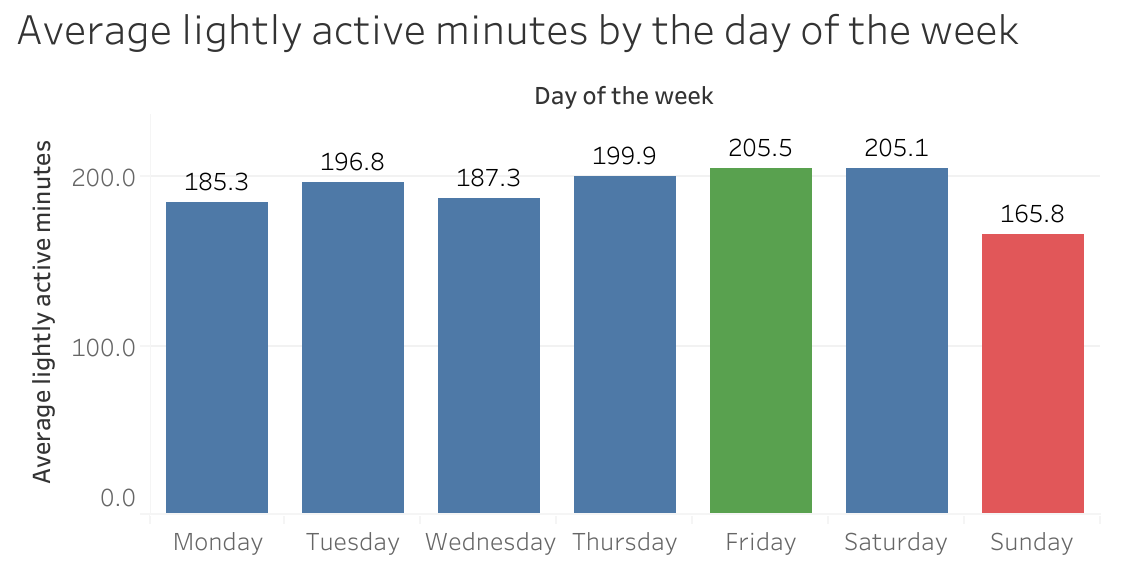 Average lightly active minutes by the day of the week
Day of the week
Average lightly active minutes
200.0
100.0
0.0
185.3
196.8
187.3
199.9
205.5
205.1
165.8
Monday
Tuesday
Wednesday
Thursday
Friday
Saturday
Sunday